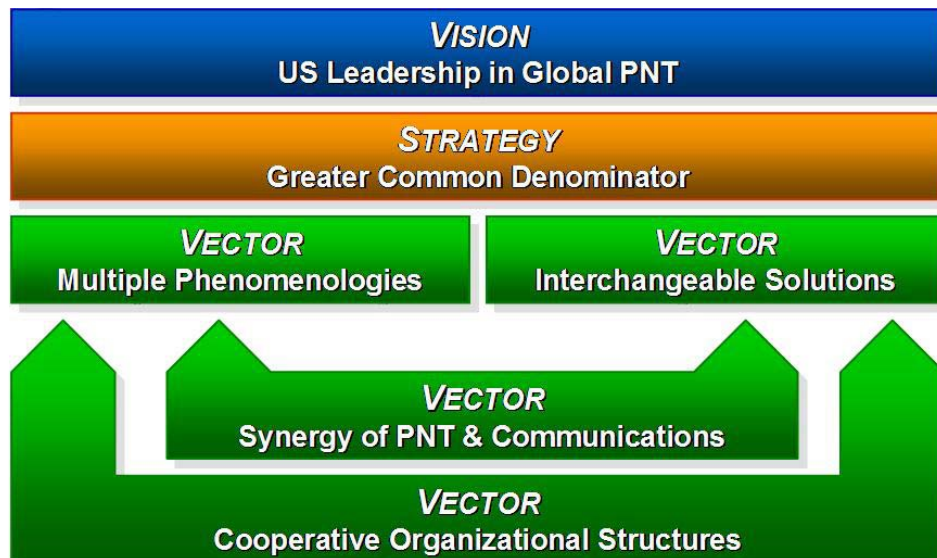 VISION
US Leadership in Global PNT
STRATEGY
Greater Common Denominator
VECTOR
Multiple Phenomenologies
VECTOR
Interchangeable Solutions
VECTOR
Synergy of PNT & Communications
VECTOR
Cooperative Organizational Structures